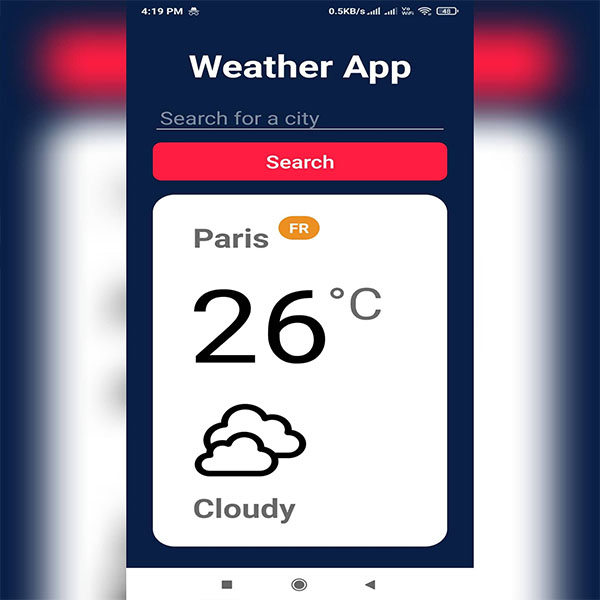 4:19 PM 0.5KB/s Vo WiFi 48
Weather App
Search for a city
Search
Paris FR
26 °C
Cloudy